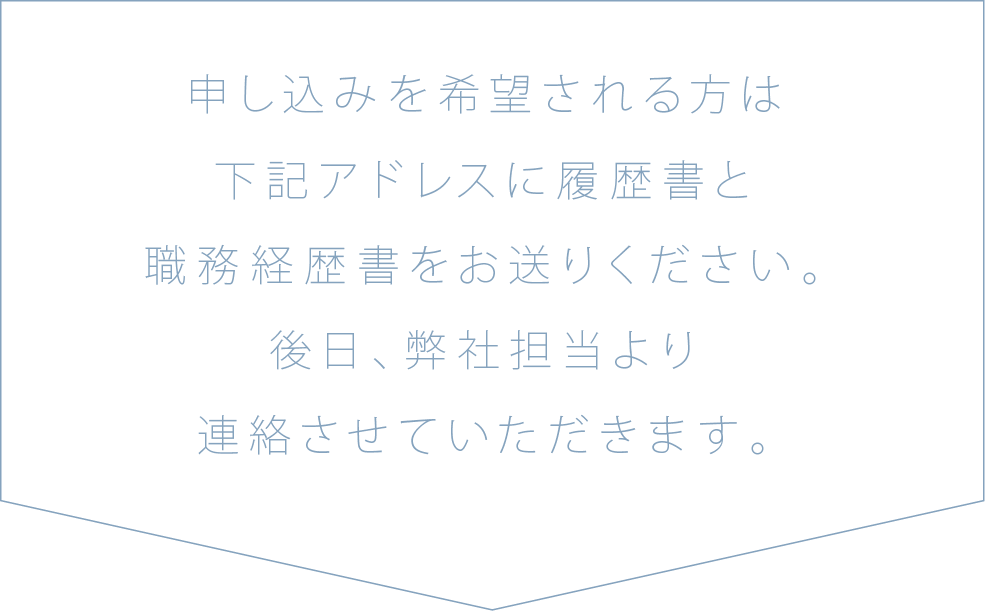 申し込みを希望される方は
下記アドレスに履歴書と
職務経歴書をお送りください。
後日、弊社担当より
連絡させていただきます。